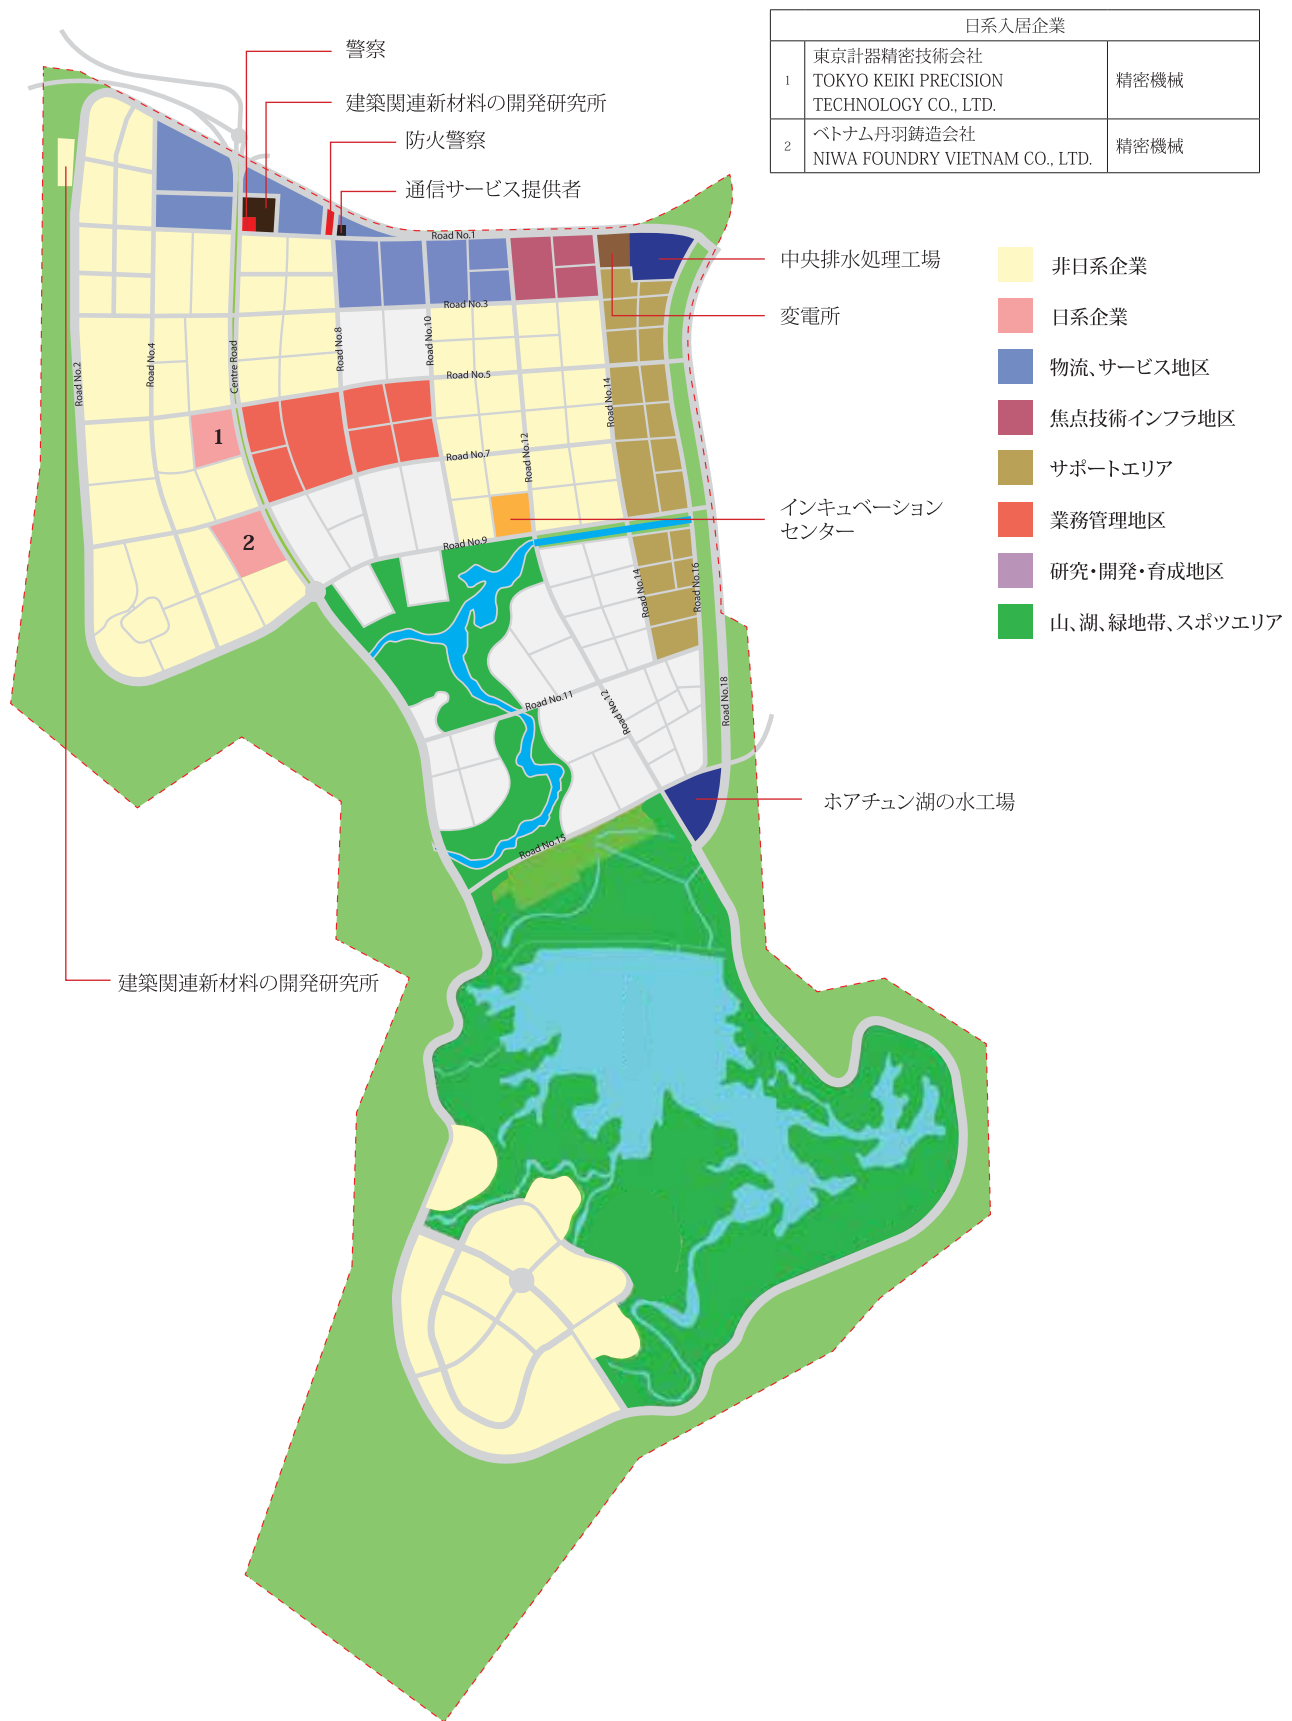 日系入居企業
1
東京計器精密技術会社
TOKYO KEIKI PRECISION
TECHNOLOGY CO., LTD.
精密機械
2
ベトナム丹羽鋳造会社
NIWA FOUNDRY VIETNAM CO., LTD.
精密機械
警察
建築関連新材料の開発研究所
防火警察
通信サービス提供者
中央排水処理工場
変電所
インキュベーション
センター
ホアチュン湖の水工場
建築関連新材料の開発研究所
非日系企業
日系企業
物流、サービス地区
焦点技術インフラ地区
サポートエリア
業務管理地区
研究・開発・育成地区
山、湖、緑地帯、スポツエリア
Road No.1
Road No.3
Road No.8
Road No.10
Road No.2
Road No.4
Centre Road
Road No.5
Road No.14
Road No.12
Road No.7
1
2
Road No.9
Road No.14
Road No.16
Road No.11
Road No.12
Road No.18
Road No.15